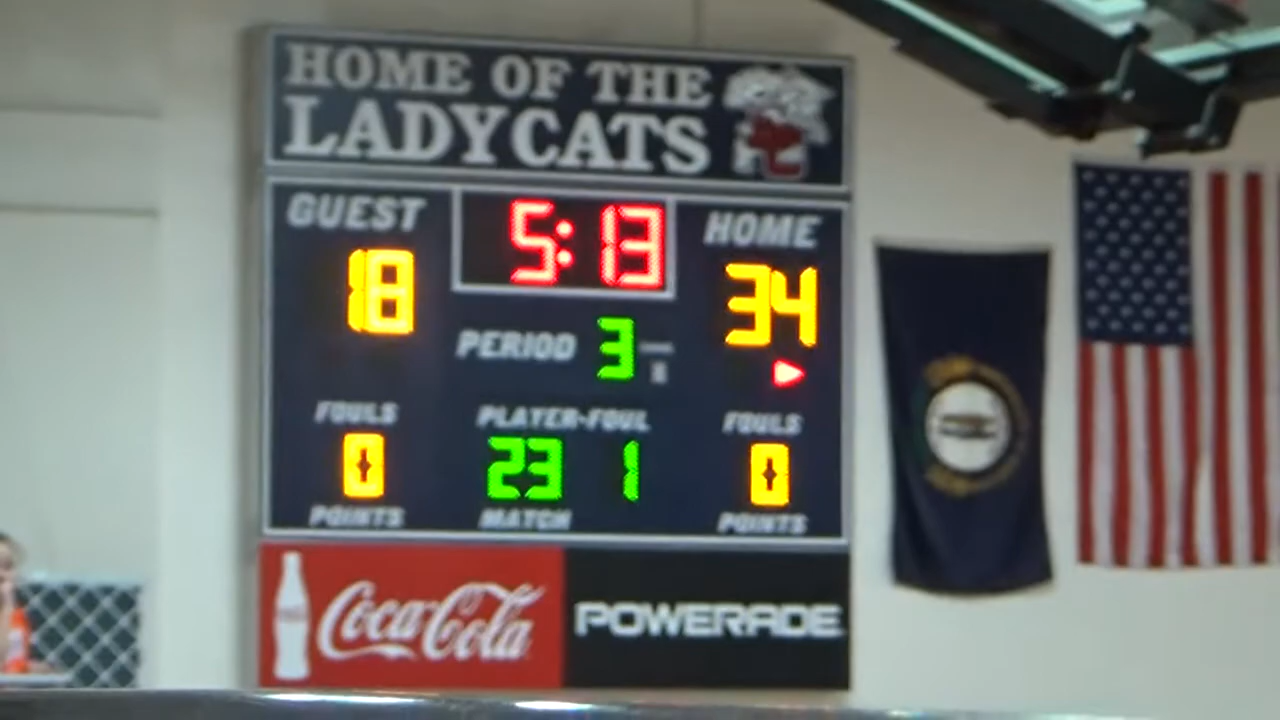 HOME OF THE
LADYCATS
GUEST 5:13 HOME
18 34
PERIOD 3
FOULS PLAYER-FOUL FOULS
0 23 1 0
POINTS MATCH POINTS
Coca-Cola POWERADE